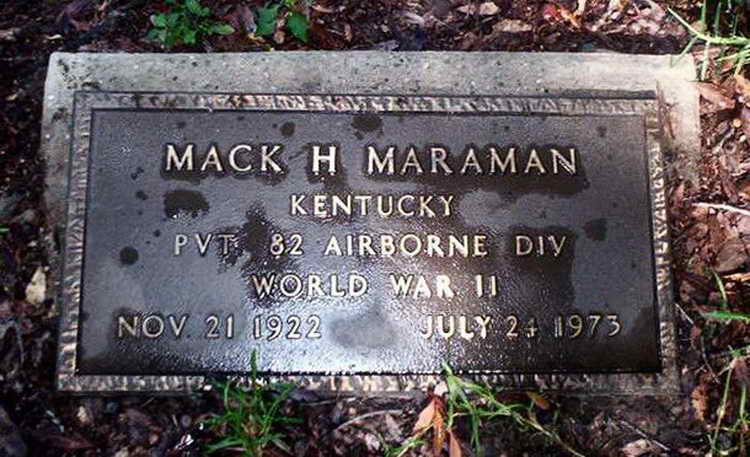 MACK H MARAMAN
KENTUCKY
PVT 82 AIRBORNE DIV
WORLD WAR II
NOV 21 1922 JULY 24 1973